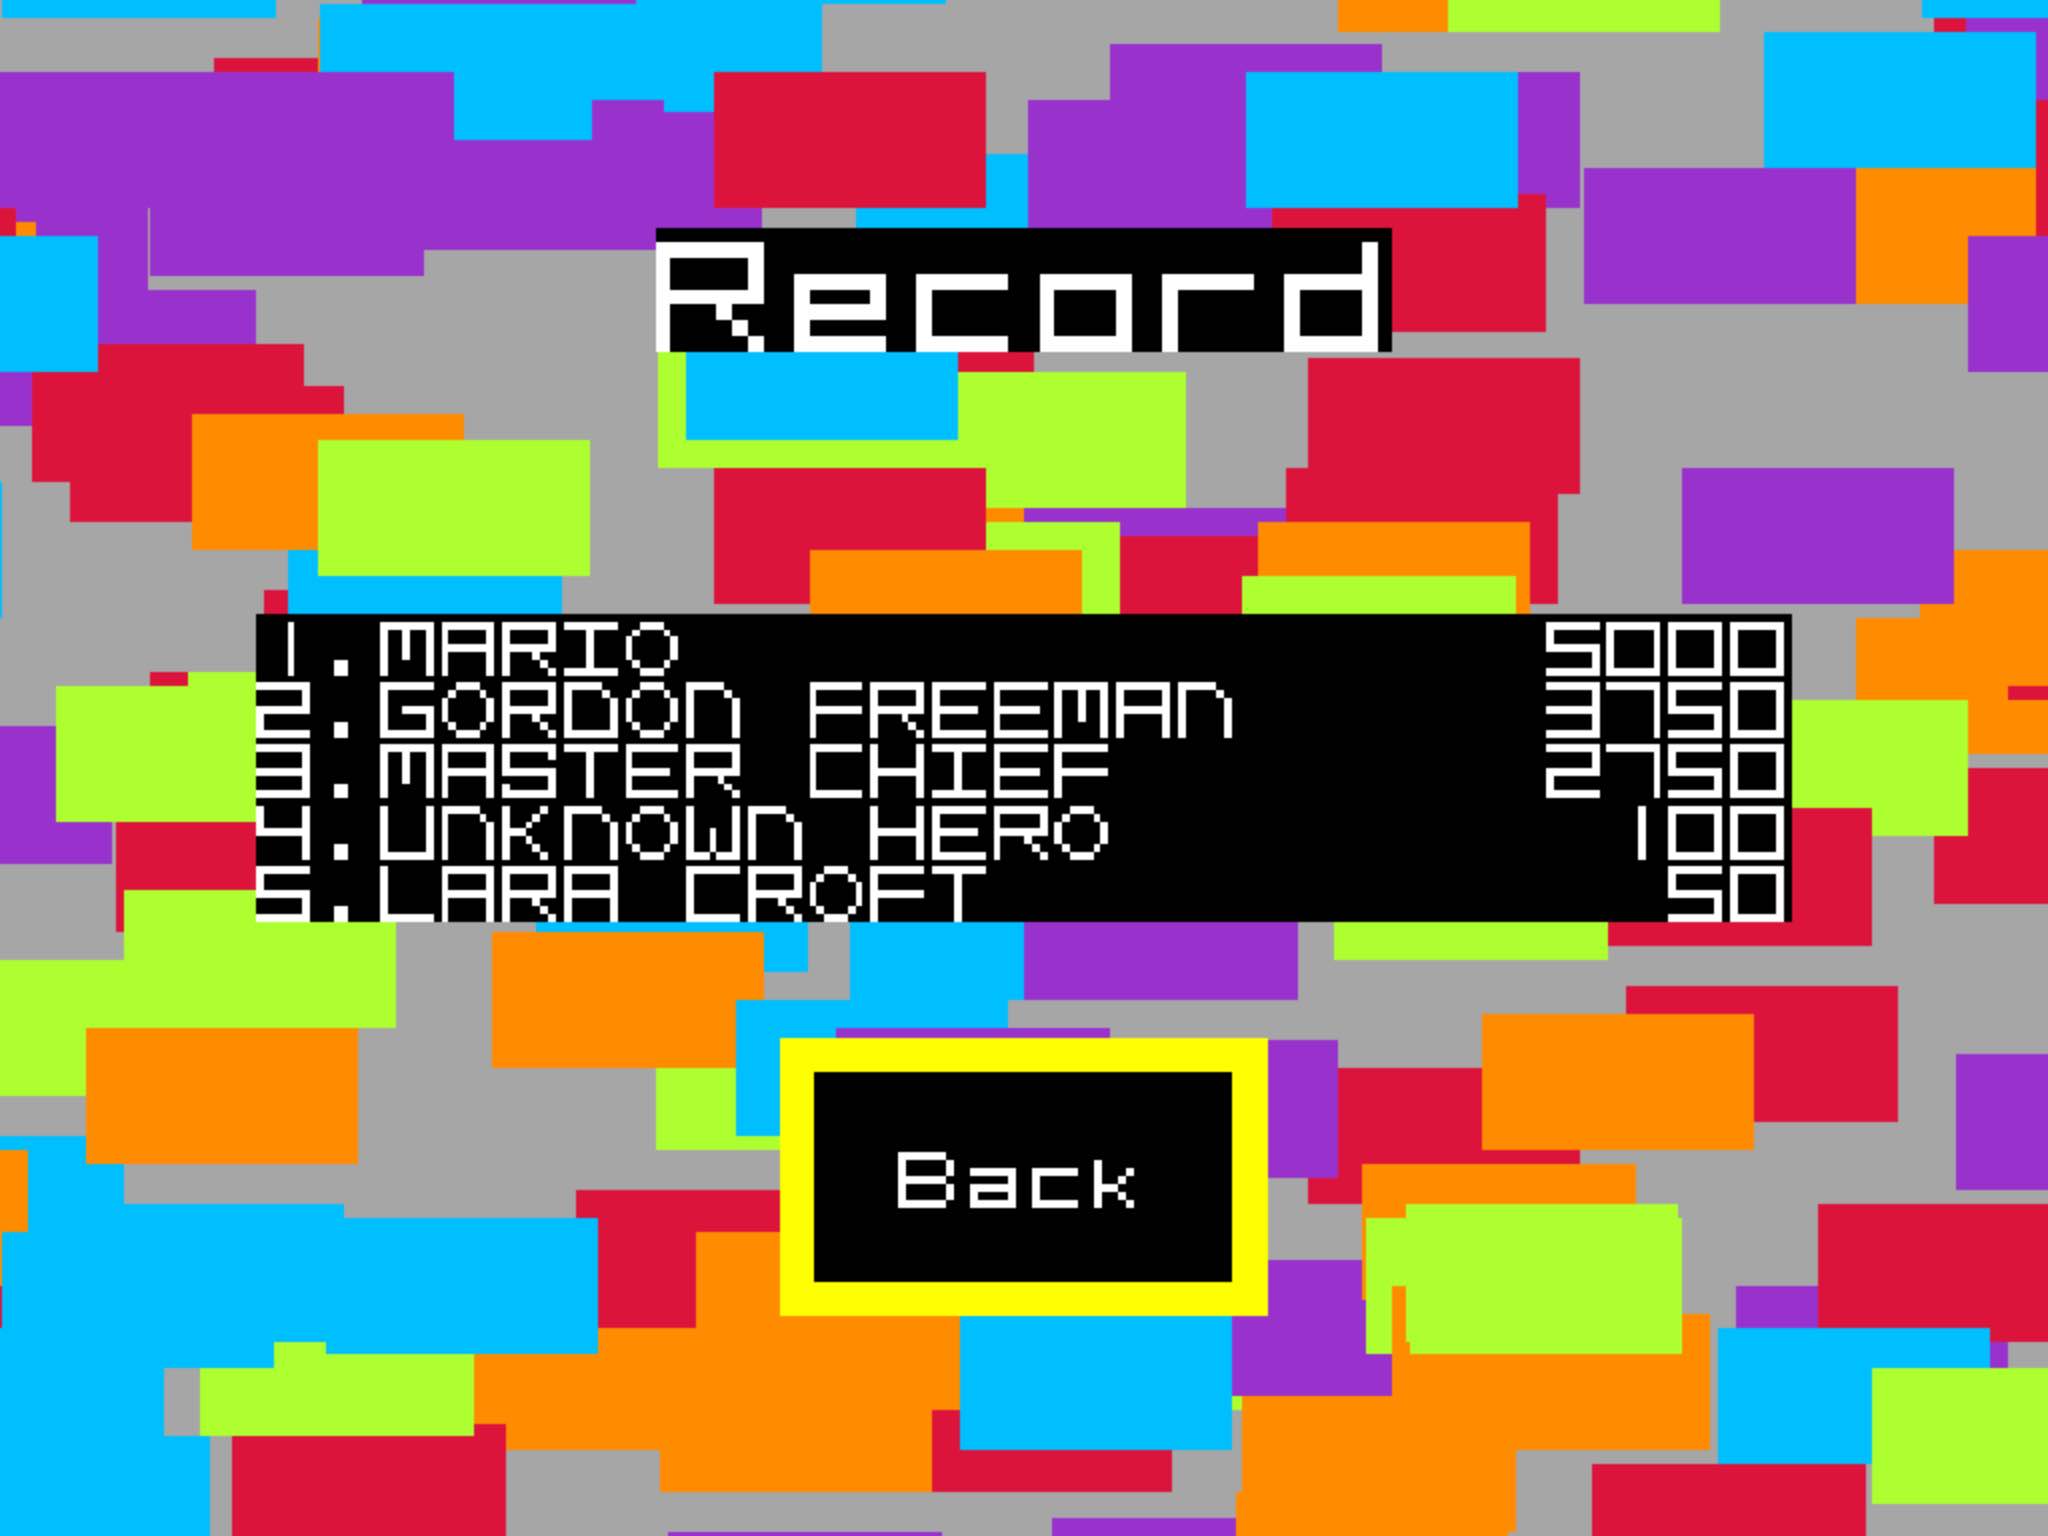 Record
1. MARIO 5000
2. GORDON FREEMAN 3750
3. MASTER CHIEF 2750
4. UNKNOWN HERO 100
5. LARA CROFT 50
Back